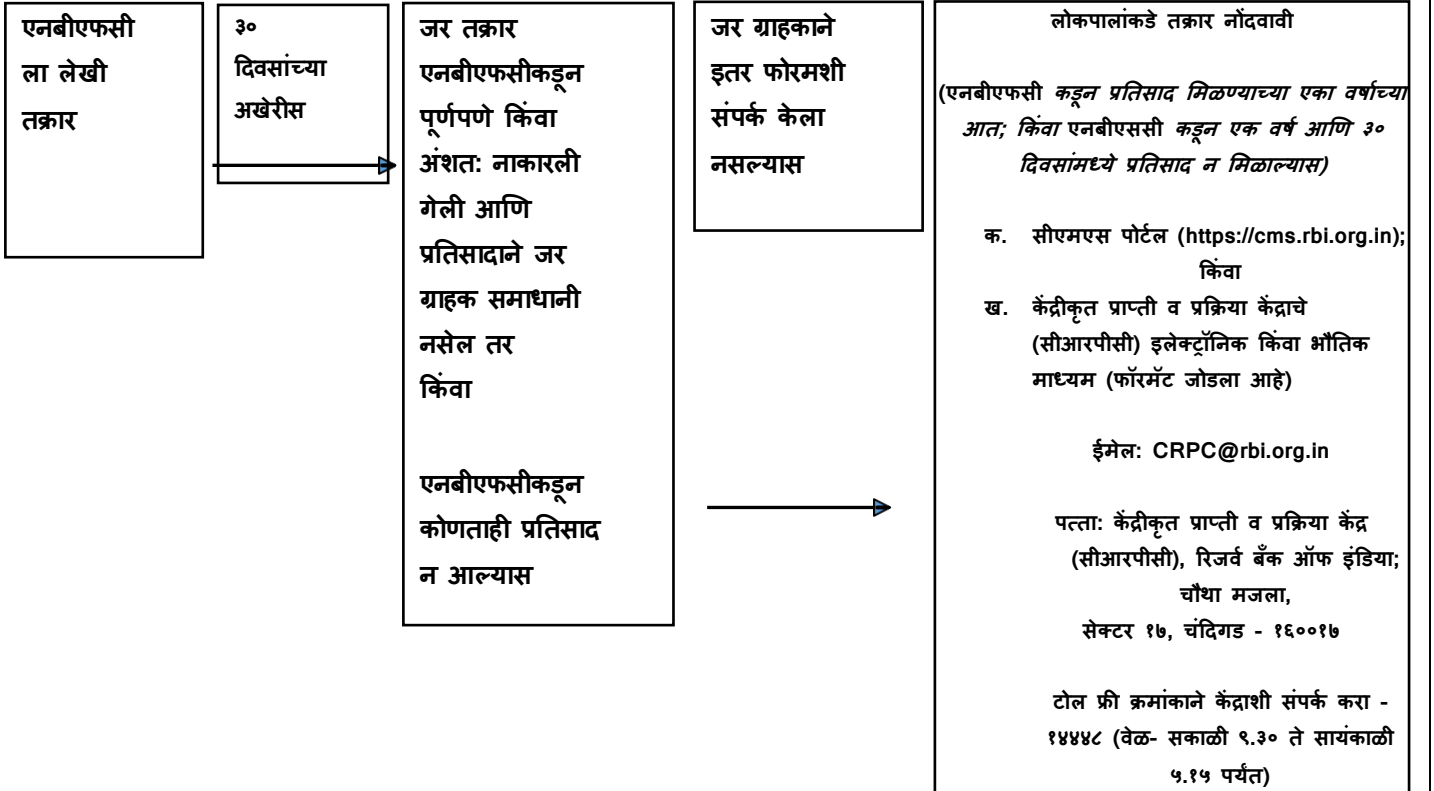 एनबीएफसी
ला लेखी
तक्रार
३०
दिवसांच्या
अखेरीस
जर तक्रार
एनबीएफसीकडून
पूर्णपणे किंवा
अंशत: नाकारली
गेली आणि
प्रतिसादाने जर
ग्राहक समाधानी
नसेल तर
किंवा
एनबीएफसीकडून
कोणताही प्रतिसाद
न आल्यास
जर ग्राहकाने
इतर फोरमशी
संपर्क केला
नसल्यास
लोकपालांकडे तक्रार नोंदवावी
(एनबीएफसी कडून प्रतिसाद मिळण्याच्या एका वर्षाच्या
आत; किंवा एनबीएससी कडून एक वर्ष आणि ३०
दिवसांमध्ये प्रतिसाद न मिळाल्यास)
क. सीएमएस पोर्टल (https://cms.rbi.org.in);
किंवा
ख. केंद्रीकृत प्राप्ती व प्रक्रिया केंद्राचे
(सीआरपीसी) इलेक्ट्रॉनिक किंवा भौतिक
माध्यम (फॉरमॅट जोडला आहे)
ईमेल: CRPC@rbi.org.in
पत्ता: केंद्रीकृत प्राप्ती व प्रक्रिया केंद्र
(सीआरपीसी), रिजर्व बँक ऑफ इंडिया;
चौथा मजला,
सेक्टर १७, चंदिगड - १६००१७
टोल फ्री क्रमांकाने केंद्राशी संपर्क करा -
१४४४८ (वेळ- सकाळी ९.३० ते सायंकाळी
५.१५ पर्यंत)